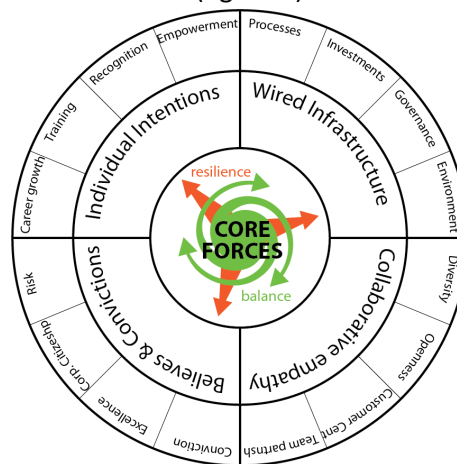 Empowerment
Processes
Recognition
Investments
Training
Governance
Career growth
Environment
Individual Intentions
Wired Infrastructure
resilience
CORE
FORCES
balance
Believes & Convictions
Collaborative empathy
Risk
Diversity
Corp. Citizeshp
Openness
Excellence
Customer Cent
Conviction
Team partnsh